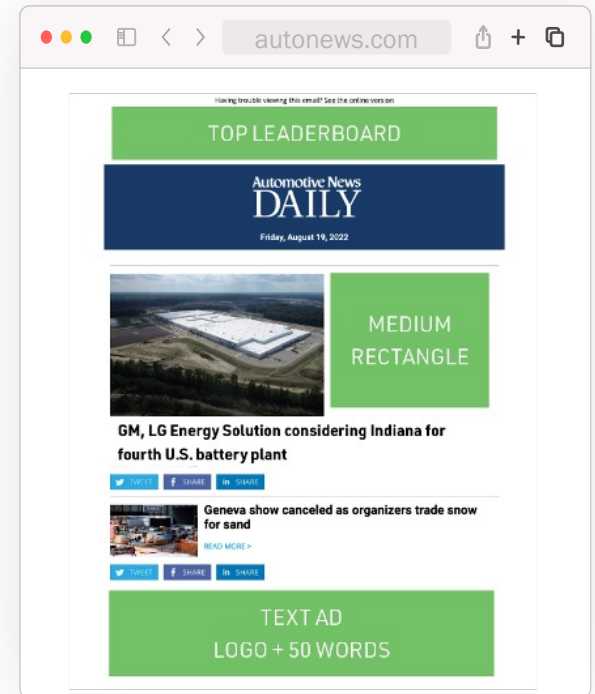 autonews.com
Having trouble viewing this email? See the online version
TOP LEADERBOARD
Automotive News
DAILY
Friday, August 19, 2022
MEDIUM
RECTANGLE
GM, LG Energy Solution considering Indiana for
fourth U.S. battery plant
TWEET
SHARE
SHARE
Geneva show canceled as organizers trade snow
for sand
READ MORE >
TWEET
SHARE
SHARE
TEXT AD
LOGO + 50 WORDS